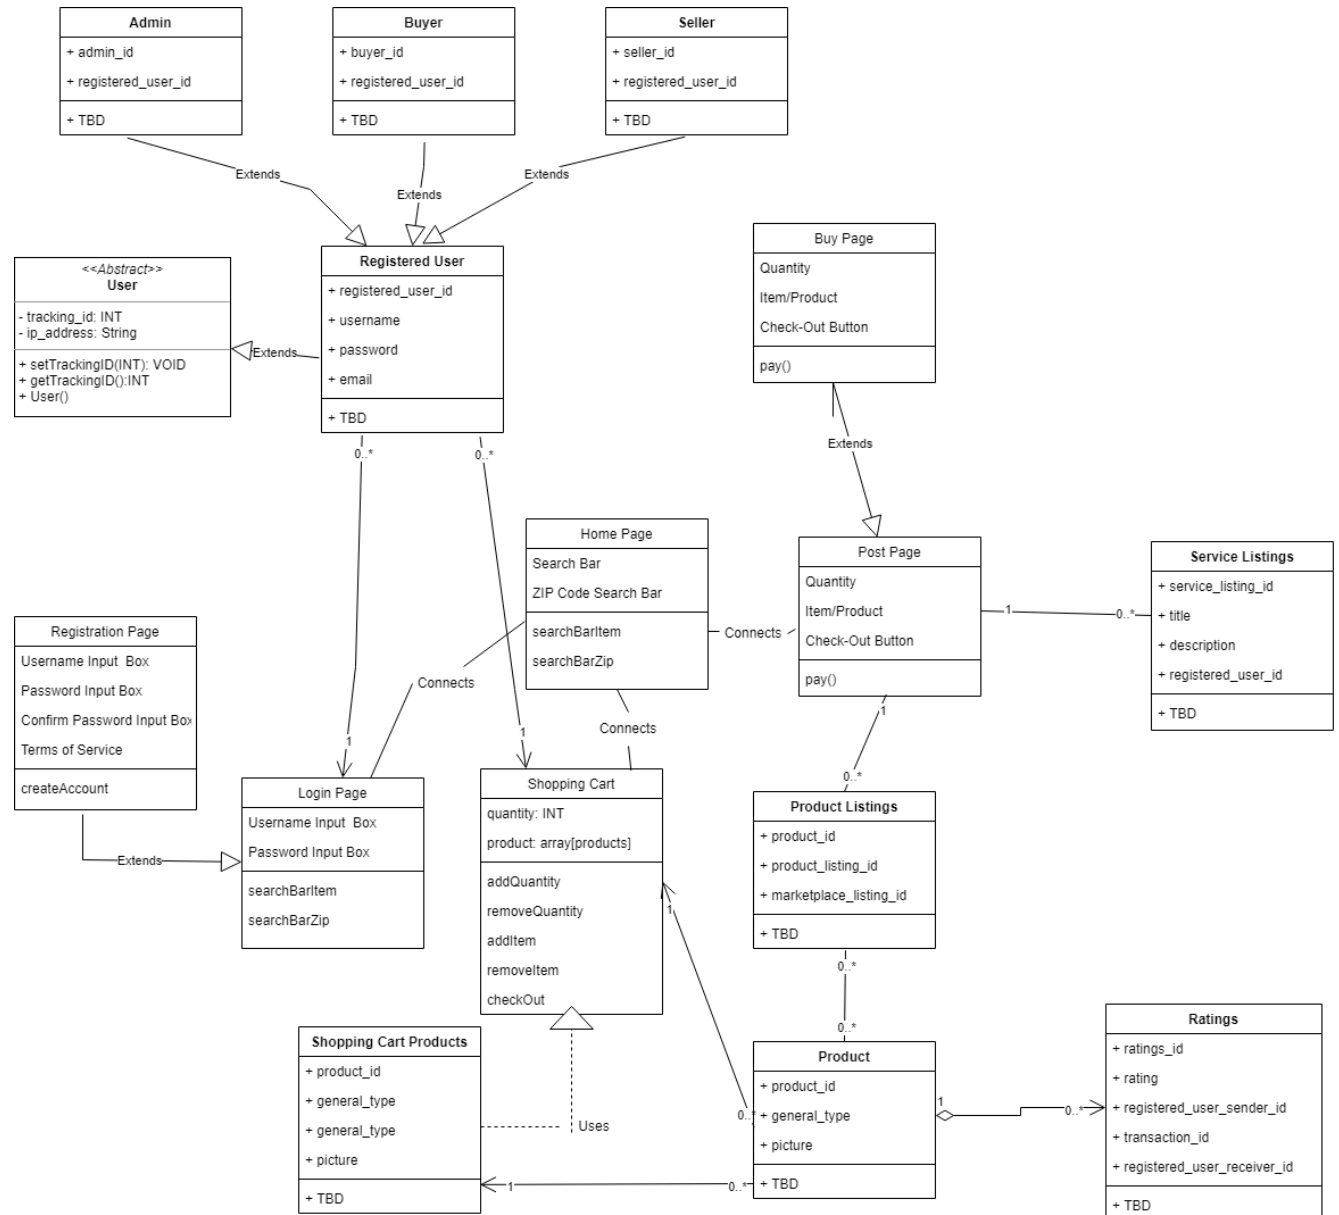 Admin
+ admin_id
+ registered_user_id
+ TBD
Buyer
+ buyer_id
+ registered_user_id
+ TBD
Seller
+ seller_id
+ registered_user_id
+ TBD
Extends
Extends
Extends
<<Abstract>>
User
- tracking_id: INT
- ip_address: String
+ setTrackingID(INT): VOID
+ getTrackingID():INT
+ User()
Extends
Registered User
+ registered_user_id
+ username
+ password
+ email
+ TBD
0..*
0..*
Buy Page
Quantity
Item/Product
Check-Out Button
pay()
Extends
Home Page
Search Bar
ZIP Code Search Bar
searchBarItem
searchBarZip
Connects
Connects
Connects
Post Page
Quantity
Item/Product
Check-Out Button
pay()
1
0..*
Service Listings
+ service_listing_id
+ title
+ description
+ registered_user_id
+ TBD
Registration Page
Username Input  Box
Password Input Box
Confirm Password Input Box
Terms of Service
createAccount
Extends
1
Login Page
Username Input  Box
Password Input Box
searchBarItem
searchBarZip
1
Shopping Cart
quantity: INT
product: array[products]
addQuantity
removeQuantity
addItem
removeItem
checkOut
1
1
0..*
Product Listings
+ product_id
+ product_listing_id
+ marketplace_listing_id
+ TBD
0..*
0..*
Shopping Cart Products
+ product_id
+ general_type
+ general_type
+ picture
+ TBD
Uses
1
0..*
0..*
Product
+ product_id
+ general_type
+ picture
+ TBD
1
0..*
Ratings
+ ratings_id
+ rating
+ registered_user_sender_id
+ transaction_id
+ registered_user_receiver_id
+ TBD